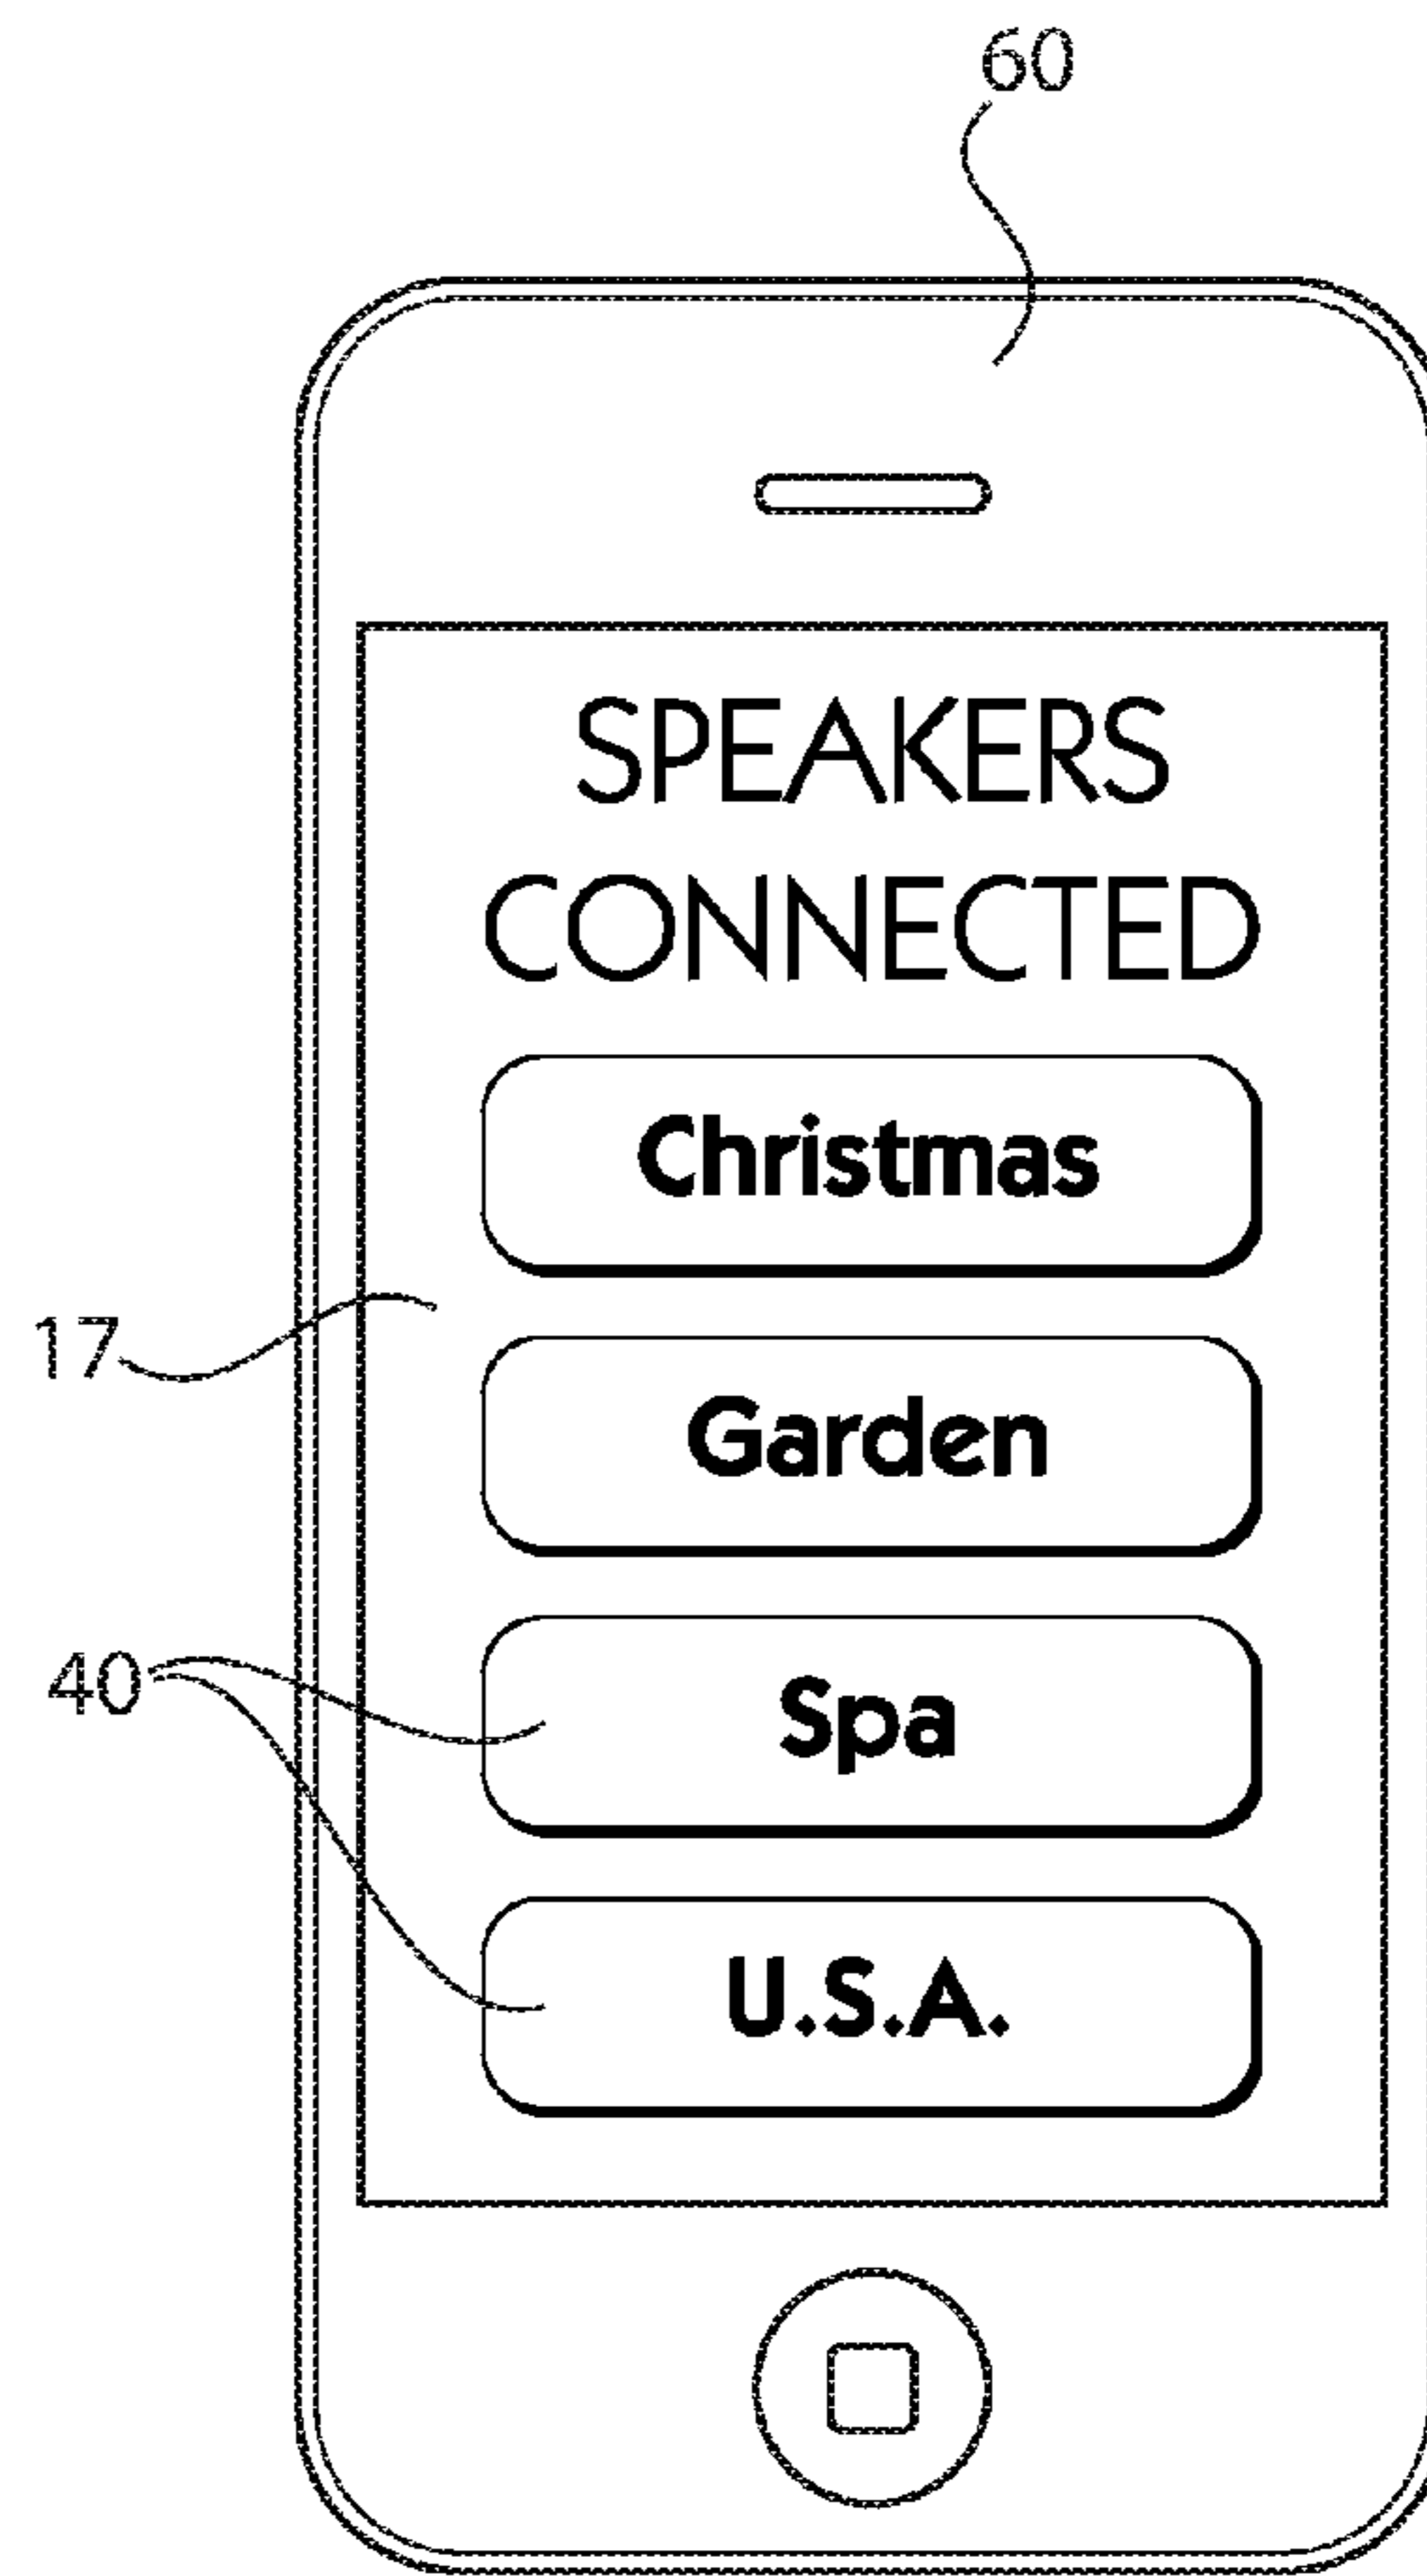 60
SPEAKERS
CONNECTED
Christmas
17
Garden
40
Spa
U.S.A.